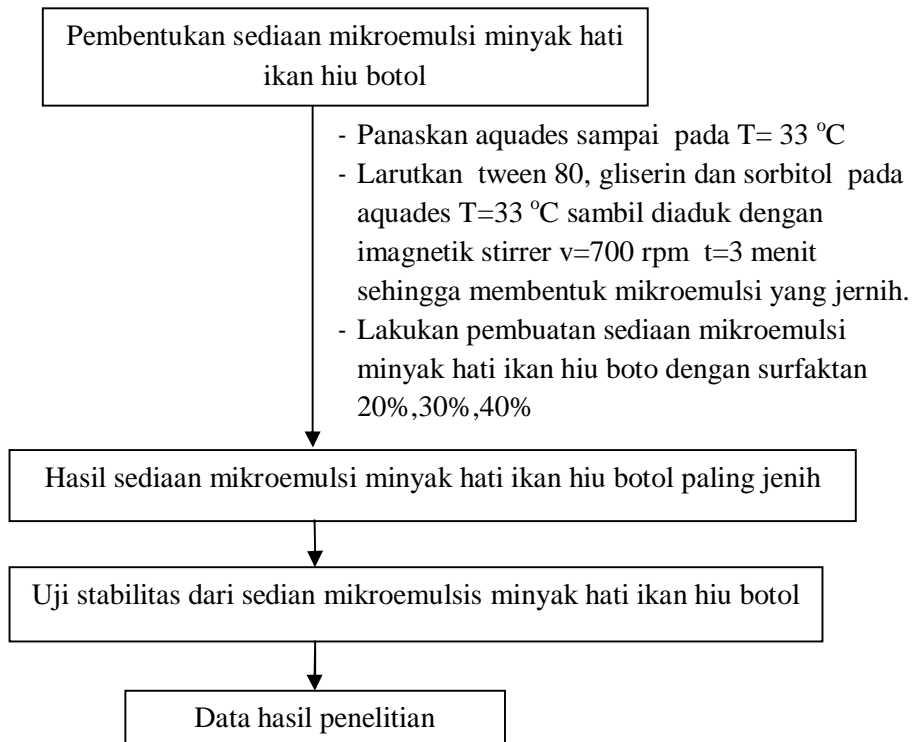 Pembentukan sediaan mikroemulsi minyak hati
ikan hiu botol
- Panaskan aquades sampai pada T= 33 °C
- Larutkan tween 80, gliserin dan sorbitol pada
aquades T=33 °C sambil diaduk dengan
imagnetik stirrer v=700 rpm t=3 menit
sehingga membentuk mikroemulsi yang jernih.
- Lakukan pembuatan sediaan mikroemulsi
minyak hati ikan hiu boto dengan surfaktan
20%,30%,40%
Hasil sediaan mikroemulsi minyak hati ikan hiu botol paling jenih
Uji stabilitas dari sedian mikroemulsis minyak hati ikan hiu botol
Data hasil penelitian